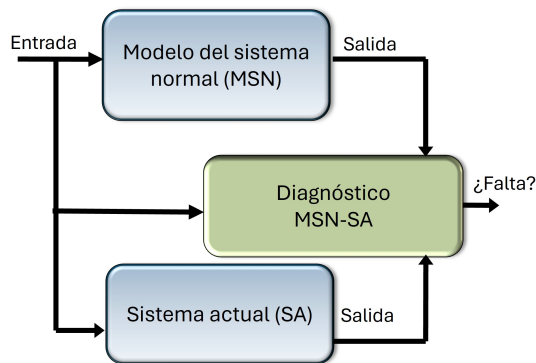 Entrada
Modelo del sistema
normal (MSN)
Salida
Diagnóstico
MSN-SA
¿Falta?
Sistema actual (SA)
Salida